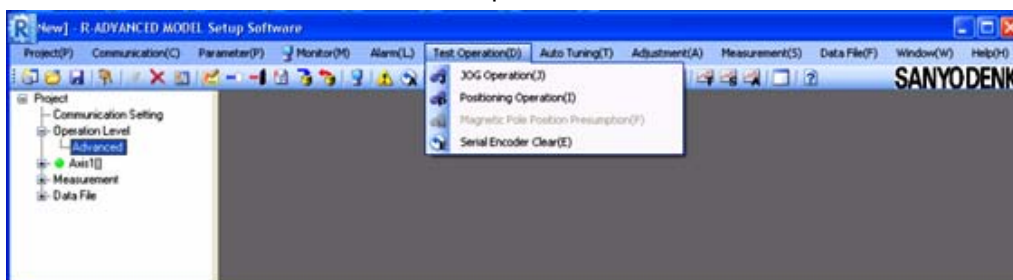 [New] - R-ADVANCED MODEL Setup Software
Project(P) Communication(C) Parameter(P) Monitor(M) Alarm(L) Test Operation(D) Auto Tuning(T) Adjustment(A) Measurement(S) Data File(F) Window(W) Help(H)
SANYO DENKI
JOG Operation(J)
Positioning Operation(I)
Magnetic Pole Position Presumption(P)
Serial Encoder Clear(E)
Project
Communication Setting
Operation Level
Advanced
Axis1[]
Measurement
Data File